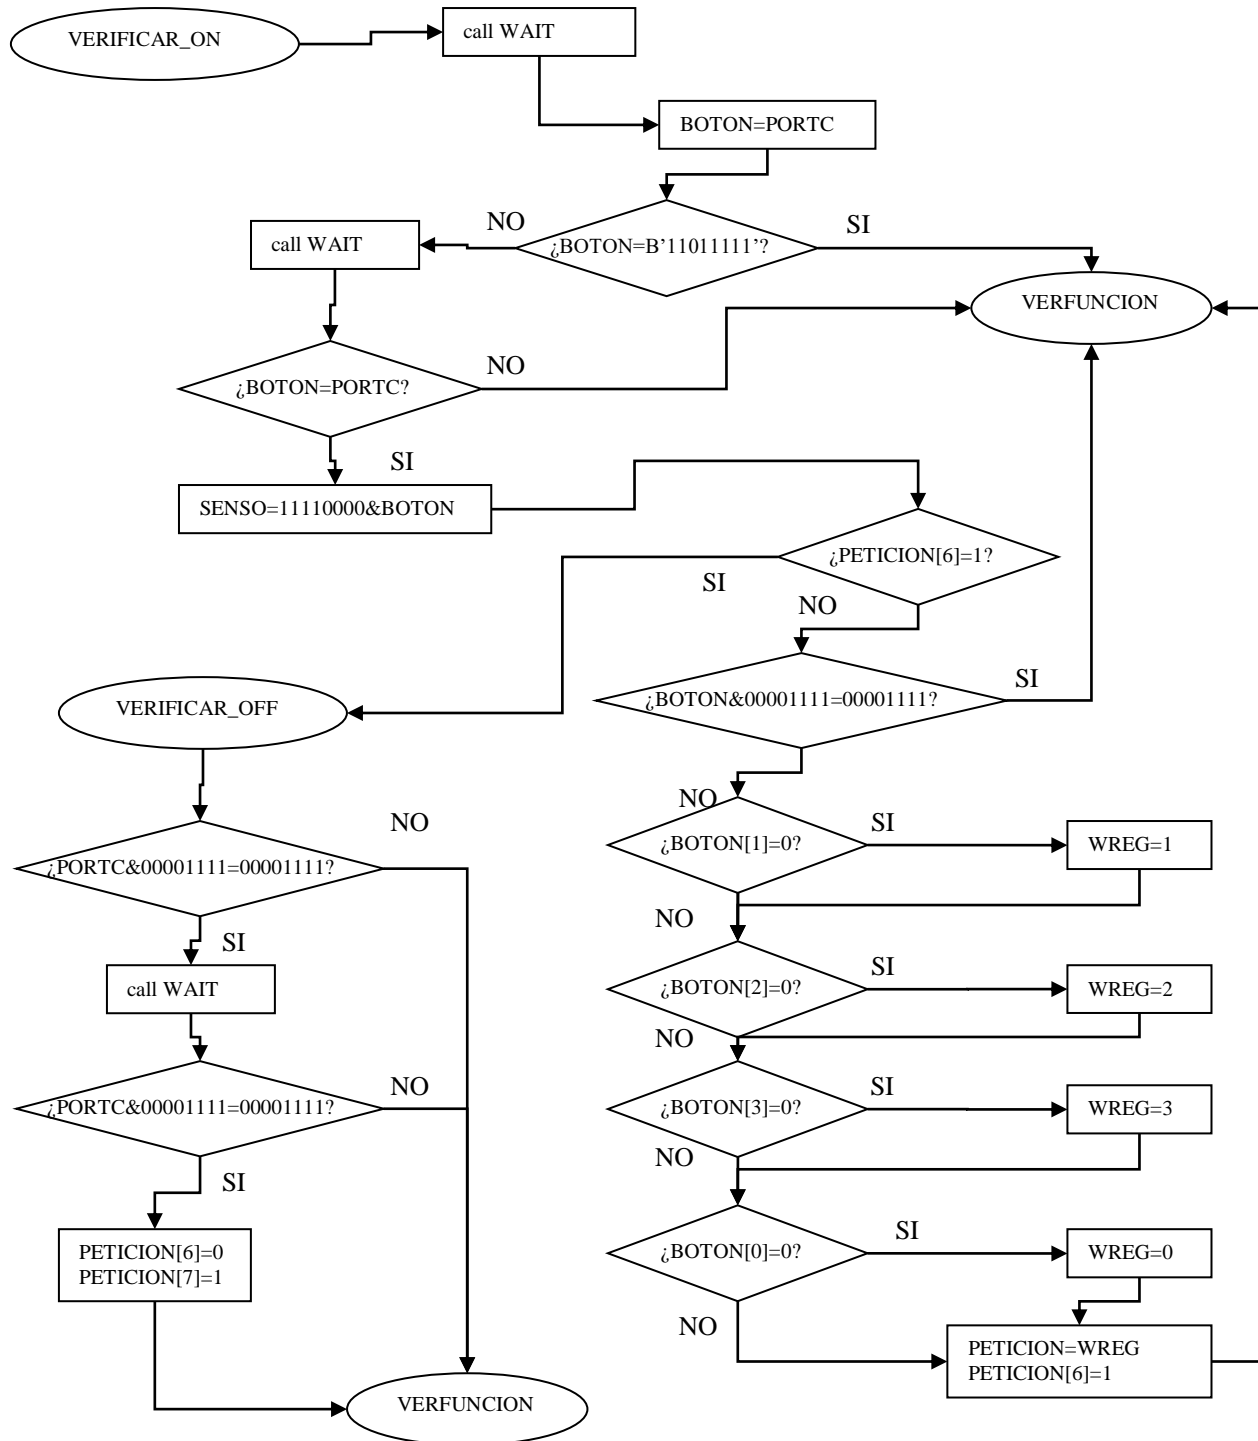 VERIFICAR_ON
call WAIT
BOTON=PORTC
NO
SI
call WAIT
¿BOTON=B'11011111'?
VERFUNCION
NO
¿BOTON=PORTC?
SI
SENSO=11110000&BOTON
¿PETICION[6]=1?
SI
NO
SI
VERIFICAR_OFF
¿BOTON&00001111=00001111?
NO
NO
SI
¿PORTC&00001111=00001111?
¿BOTON[1]=0?
WREG=1
NO
SI
SI
call WAIT
¿BOTON[2]=0?
WREG=2
NO
NO
SI
¿PORTC&00001111=00001111?
¿BOTON[3]=0?
WREG=3
NO
SI
SI
PETICION[6]=0
PETICION[7]=1
¿BOTON[0]=0?
WREG=0
NO
PETICION=WREG
PETICION[6]=1
VERFUNCION